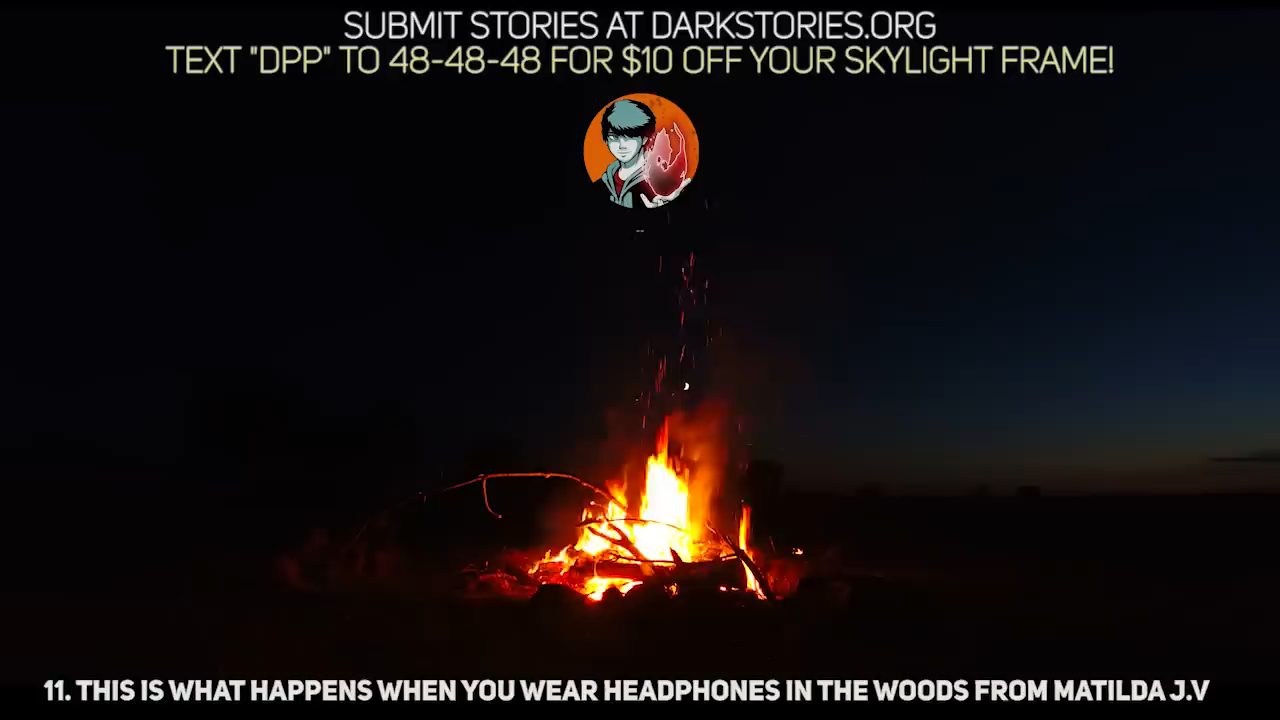 SUBMIT STORIES AT DARKSTORIES.ORG
TEXT "DPP" TO 48-48-48 FOR $10 OFF YOUR SKYLIGHT FRAME!
11. THIS IS WHAT HAPPENS WHEN YOU WEAR HEADPHONES IN THE WOODS FROM MATILDA J.V